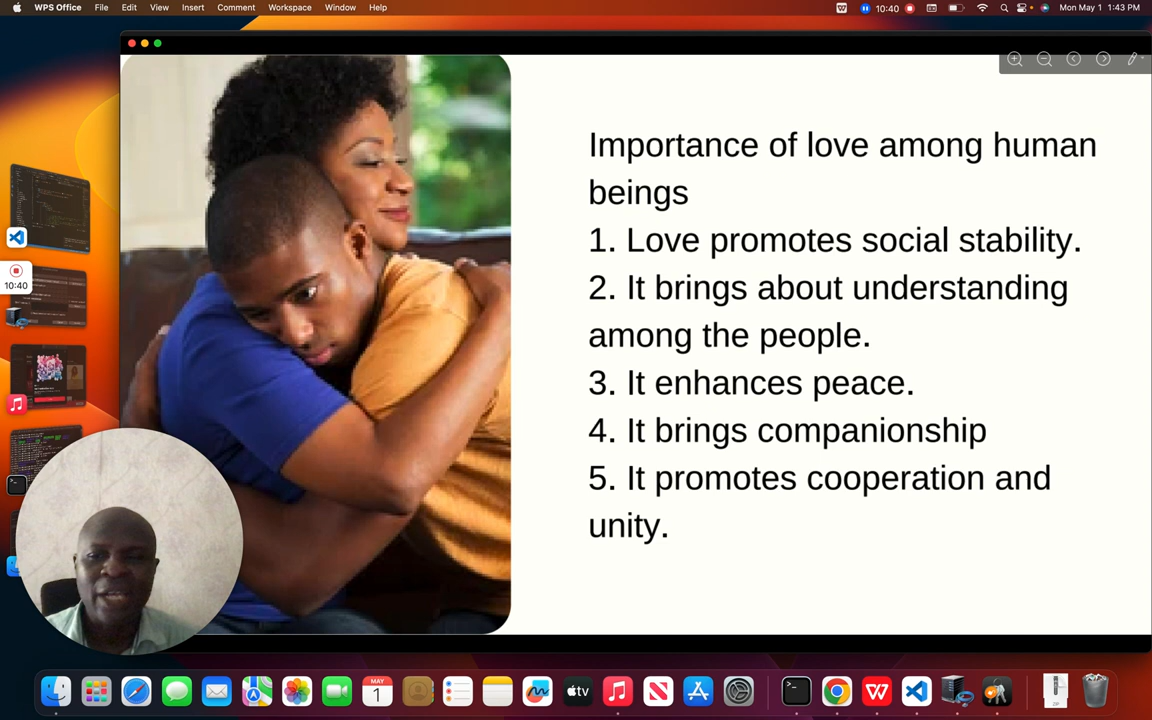 WPS Office File Edit View Insert Comment Workspace Window Help 10:40 Mon May 1 1:43 PM
Importance of love among human
beings
1. Love promotes social stability.
2. It brings about understanding
among the people.
3. It enhances peace.
4. It brings companionship
5. It promotes cooperation and
unity.
10:40
MAY
1
tv
ZIP